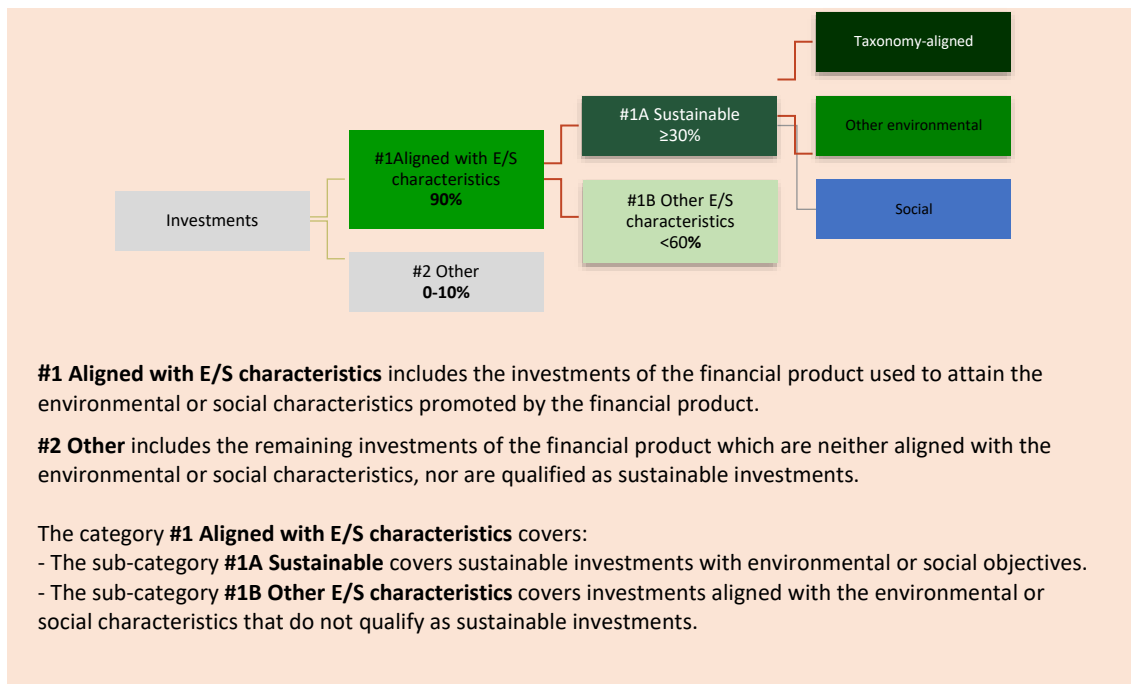 Taxonomy-aligned
#1A Sustainable
≥30%
Other environmental
#1Aligned with E/S
characteristics
90%
Investments
#1B Other E/S
characteristics
<60%
Social
#2 Other
0-10%
#1 Aligned with E/S characteristics includes the investments of the financial product used to attain the
environmental or social characteristics promoted by the financial product.
#2 Other includes the remaining investments of the financial product which are neither aligned with the
environmental or social characteristics, nor are qualified as sustainable investments.
The category #1 Aligned with E/S characteristics covers:
- The sub-category #1A Sustainable covers sustainable investments with environmental or social objectives.
- The sub-category #1B Other E/S characteristics covers investments aligned with the environmental or
social characteristics that do not qualify as sustainable investments.